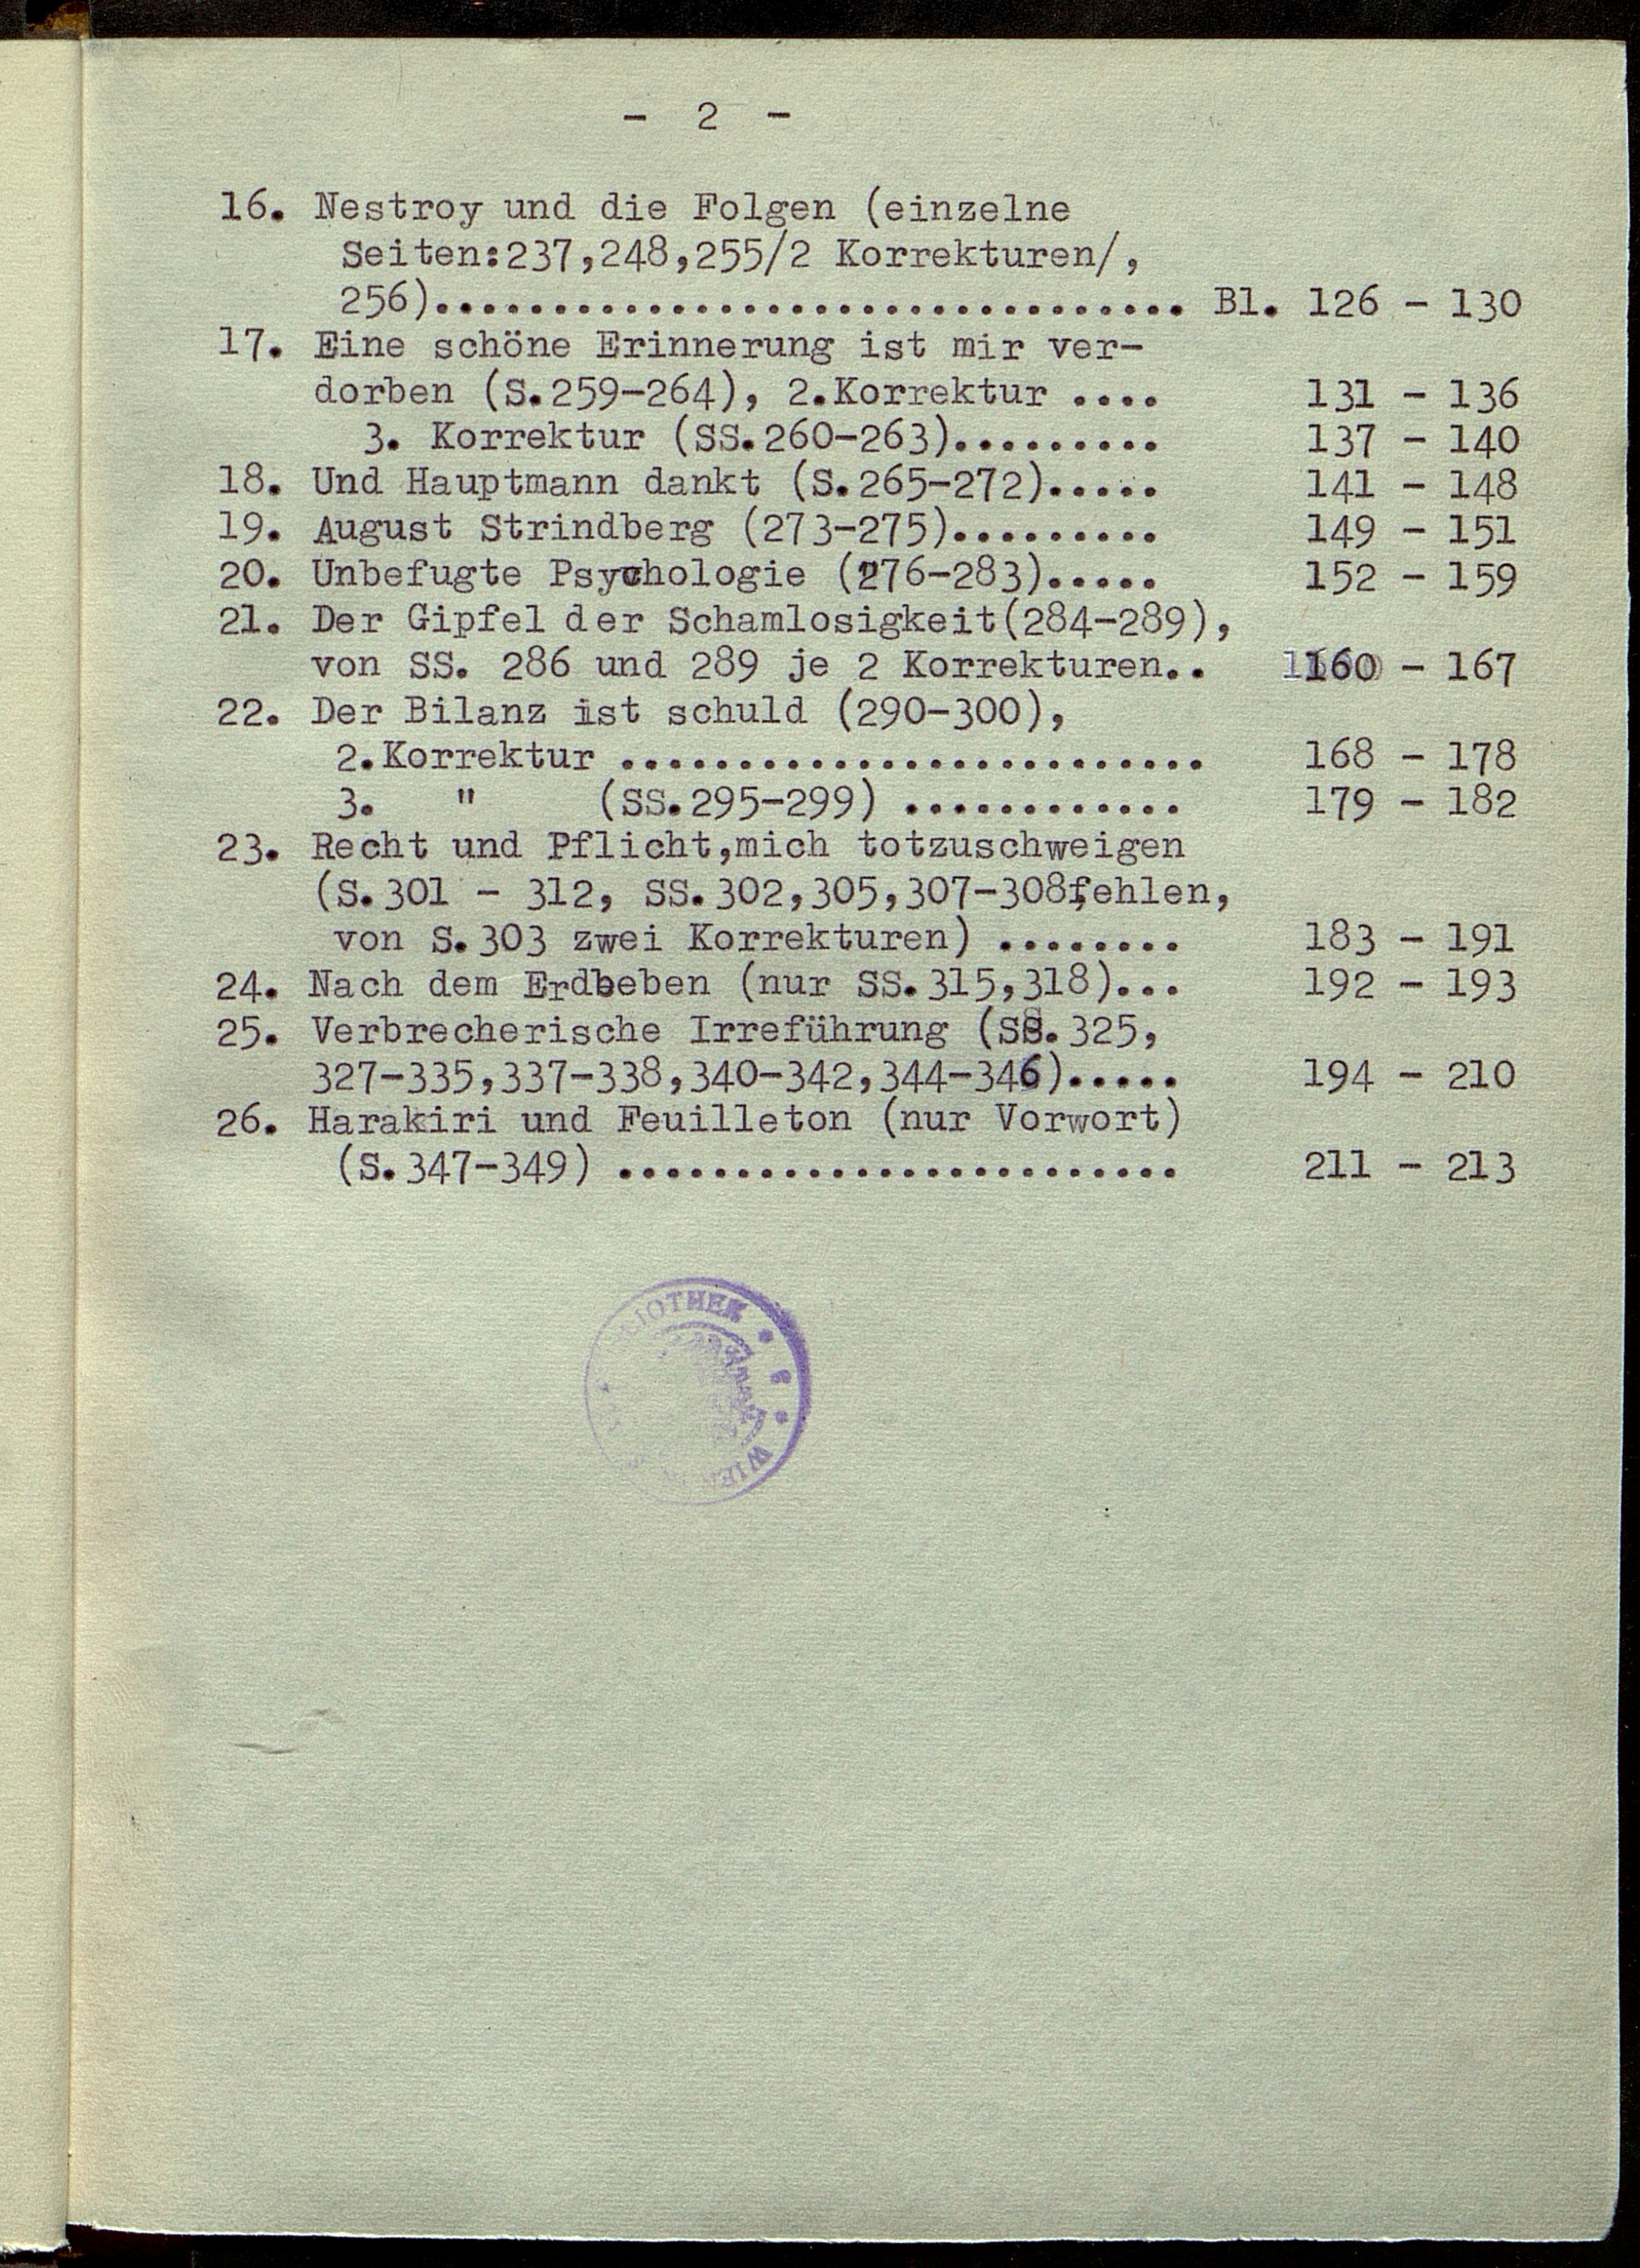 - 2 -
16. Nestroy und die Folgen (einzelne
Seiten:237,248,255/2 Korrekturen/,
256)................................ Bl. 126 - 130
17. Eine schöne Erinnerung ist mir ver-
dorben (S.259-264), 2.Korrektur .... 131 - 136
3. Korrektur (SS.260-263)......... 137 - 140
18. Und Hauptmann dankt (S.265-272)..... 141 - 148
19. August Strindberg (273-275)......... 149 - 151
20. Unbefugte Psychologie (276-283)..... 152 - 159
21. Der Gipfel der Schamlosigkeit(284-289),
von SS. 286 und 289 je 2 Korrekturen.. 160 - 167
22. Der Bilanz ist schuld (290-300),
2.Korrektur ......................... 168 - 178
3. " (SS.295-299) ............ 179 - 182
23. Recht und Pflicht,mich totzuschweigen
(S.301 - 312, SS.302,305,307-308fehlen,
von S.303 zwei Korrekturen) ........ 183 - 191
24. Nach dem Erdbeben (nur SS.315,318)... 192 - 193
25. Verbrecherische Irreführung (SS.325,
327-335,337-338,340-342,344-346)..... 194 - 210
26. Harakiri und Feuilleton (nur Vorwort)
(S.347-349) ........................ 211 - 213